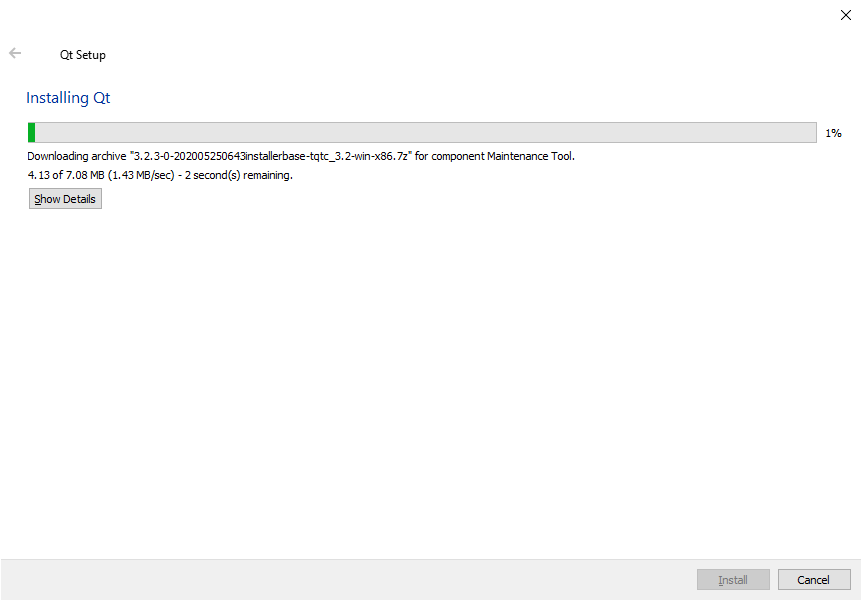 Qt Setup
Installing Qt
1%
Downloading archive "3.2.3-0-202005250643installerbase-tqtc_3.2-win-x86.7z" for component Maintenance Tool.
4.13 of 7.08 MB (1.43 MB/sec) - 2 second(s) remaining.
Show Details
Install Cancel